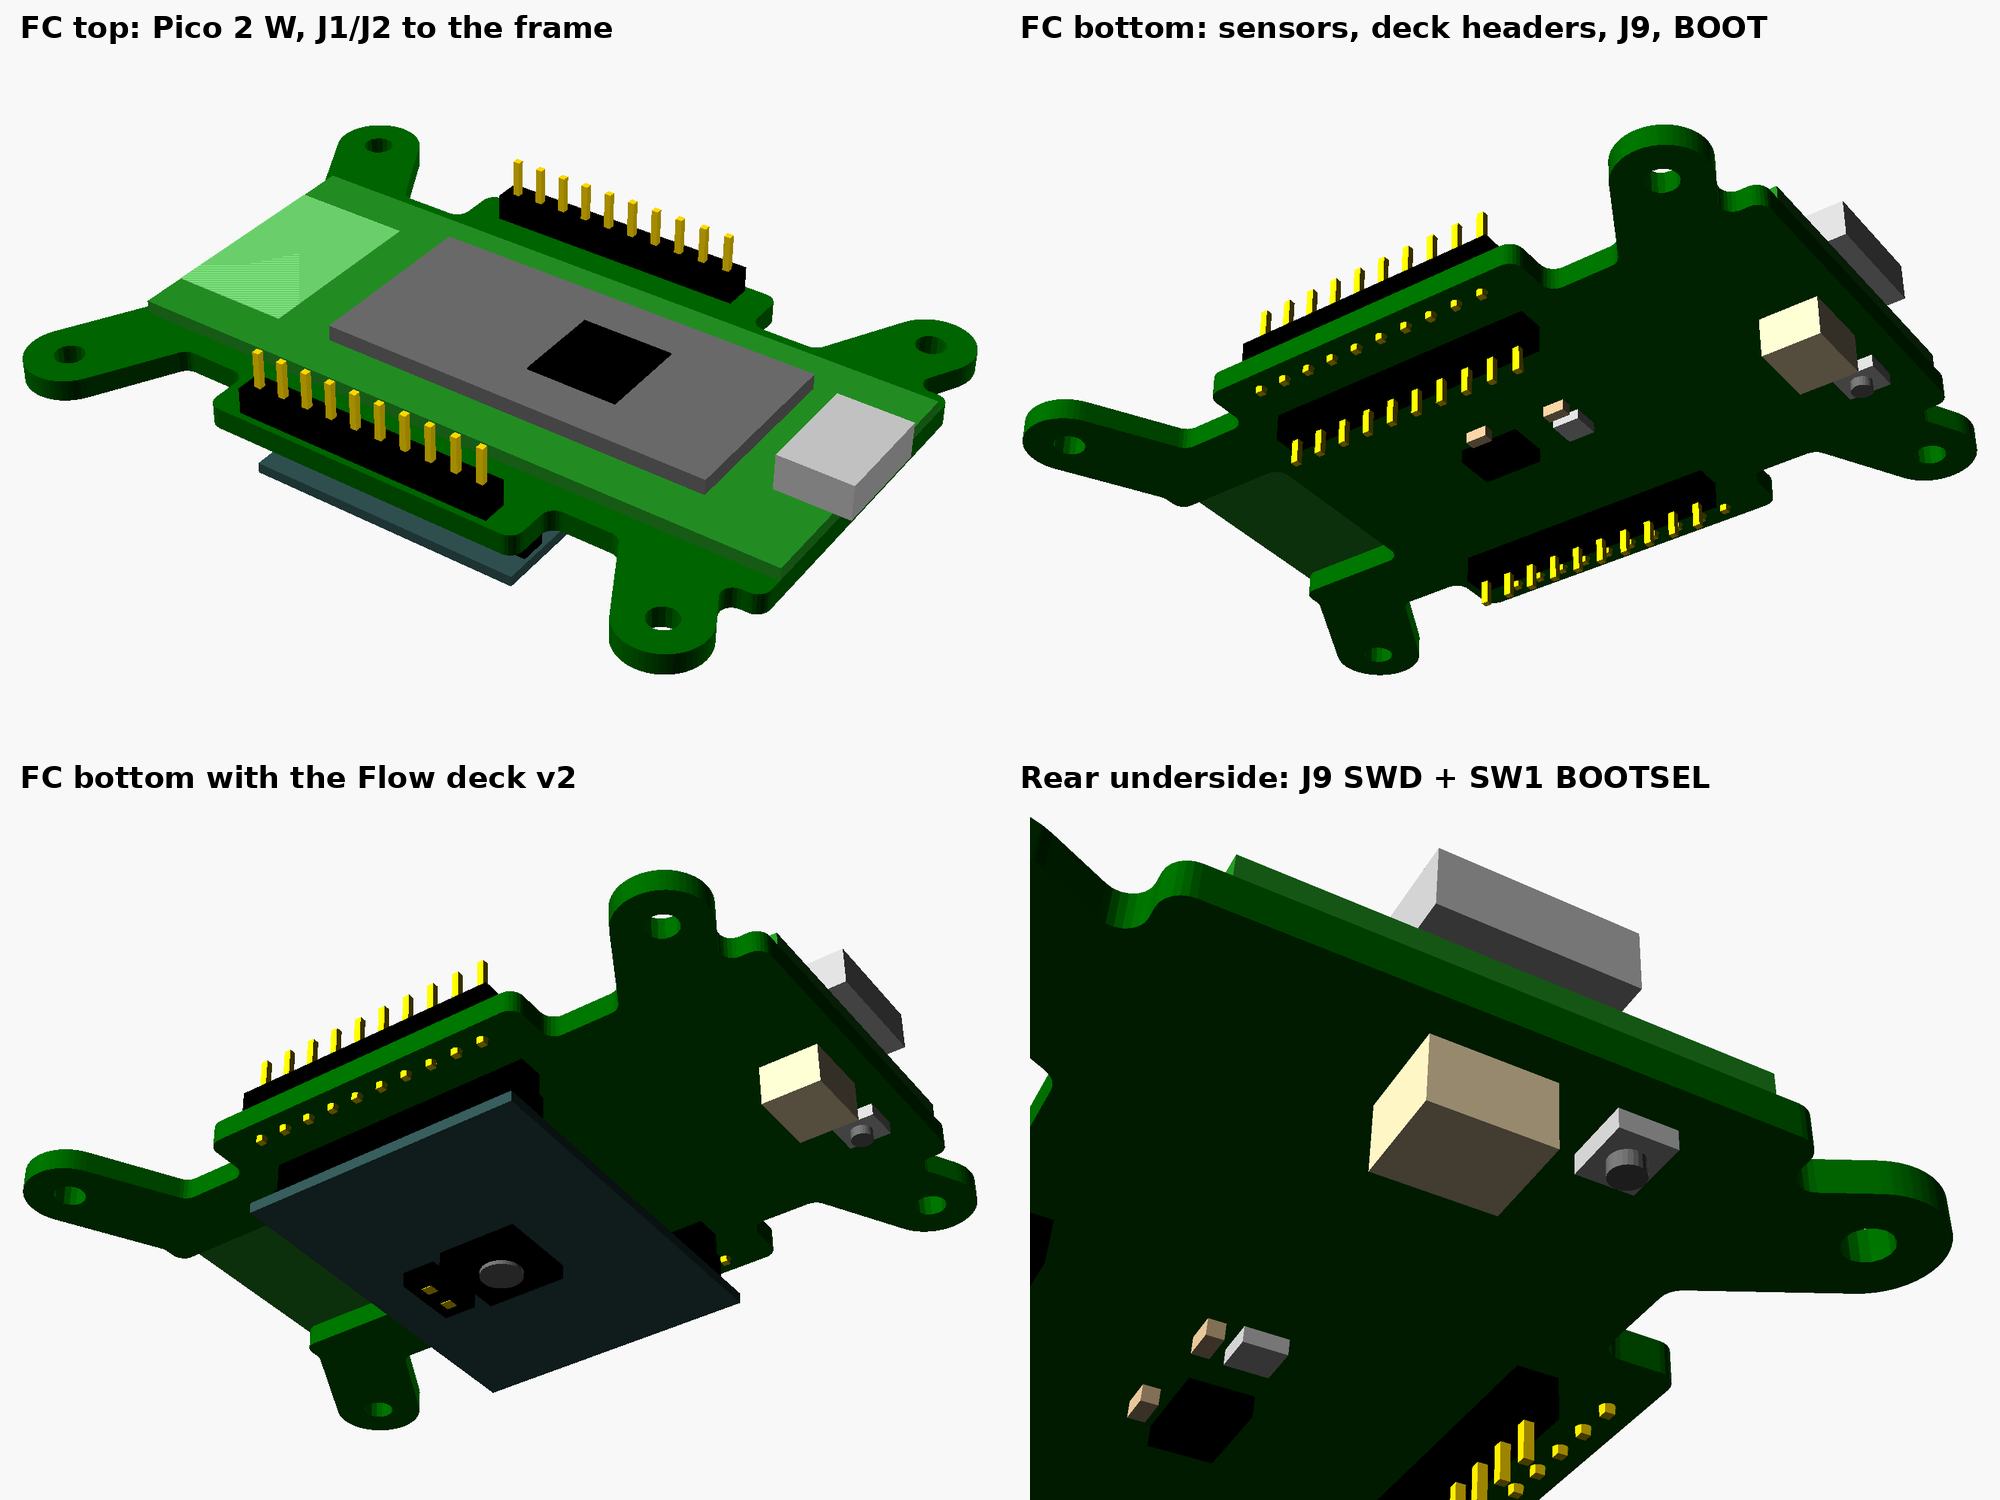 FC top: Pico 2 W, J1/J2 to the frame
FC bottom: sensors, deck headers, J9, BOOT
FC bottom with the Flow deck v2
Rear underside: J9 SWD + SW1 BOOTSEL